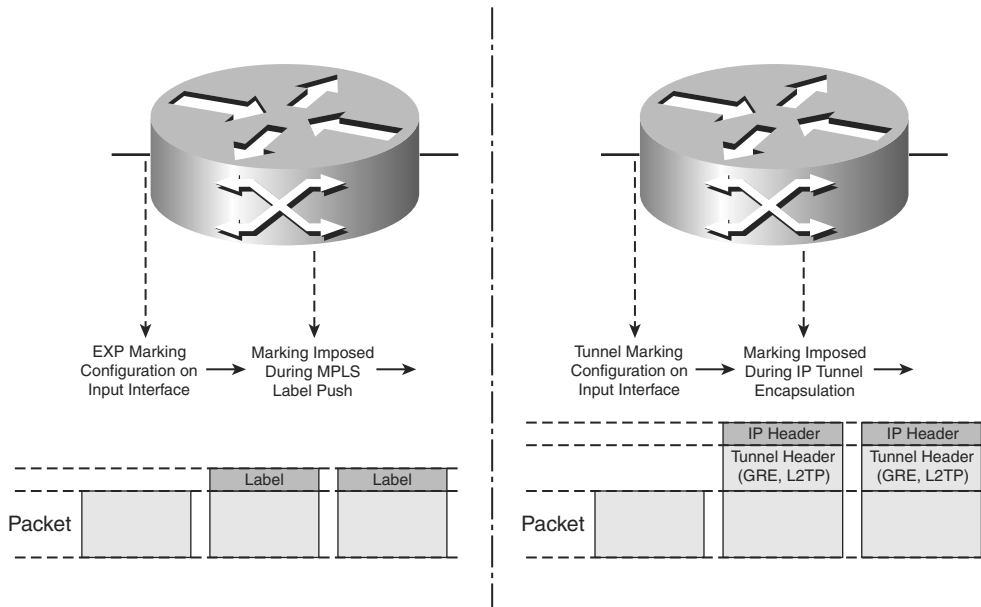 EXP Marking
Configuration on
Input Interface
Marking Imposed
During MPLS
Label Push
Label
Label
Packet
Tunnel Marking
Configuration on
Input Interface
Marking Imposed
During IP Tunnel
Encapsulation
IP Header
IP Header
Tunnel Header
(GRE, L2TP)
Tunnel Header
(GRE, L2TP)
Packet